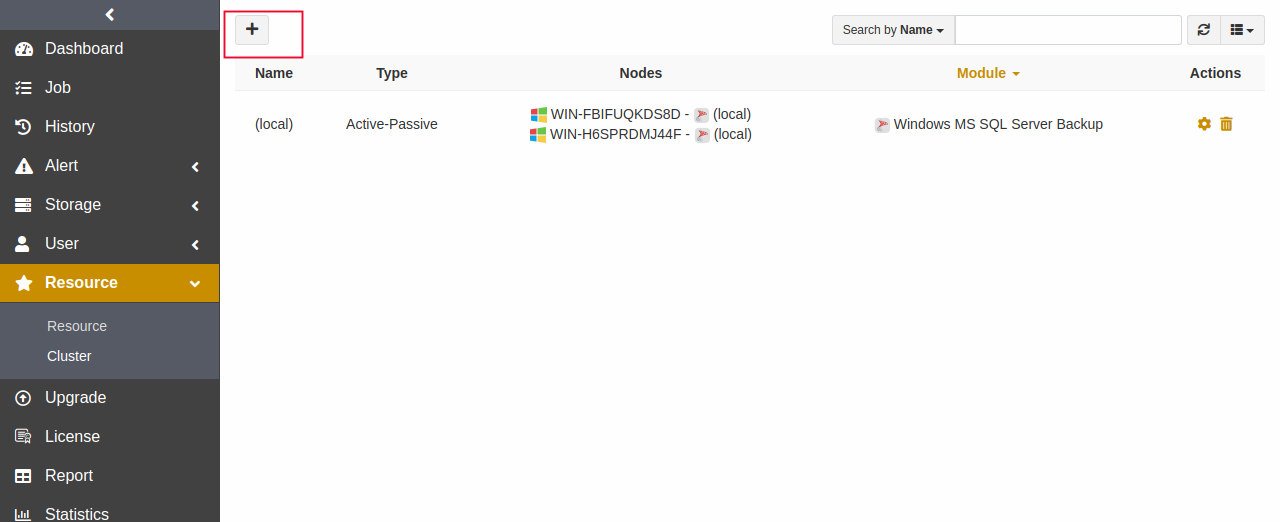 Dashboard
Job
History
Alert
Storage
User
Resource
Resource
Cluster
Upgrade
License
Report
Statistics
Search by Name
Name Type Nodes Module Actions
(local) Active-Passive WIN-FBIFUQKDS8D - (local) Windows MS SQL Server Backup
WIN-H6SPRDMJ44F - (local)